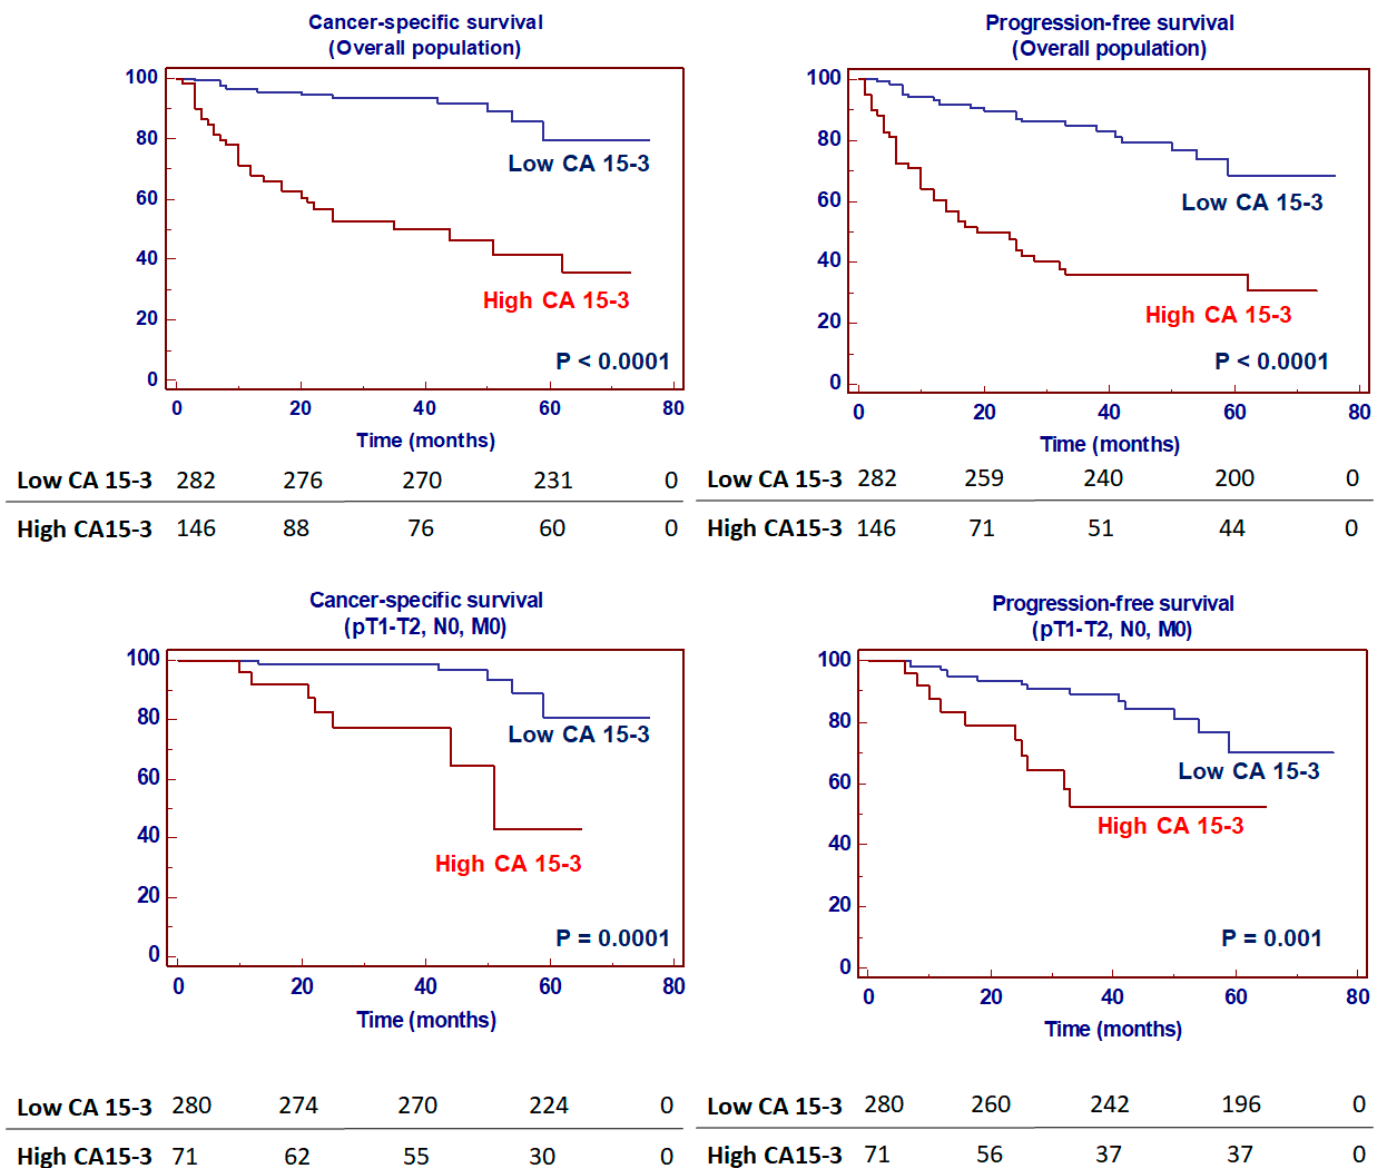 Cancer-specific survival
(Overall population)
100
80
60
40
20
0
Low CA 15-3
High CA 15-3
P < 0.0001
0 20 40 60 80
Time (months)
Low CA 15-3 282 276 270 231 0
High CA15-3 146 88 76 60 0
Progression-free survival
(Overall population)
100
80
60
40
20
0
Low CA 15-3
High CA 15-3
P < 0.0001
0 20 40 60 80
Time (months)
Low CA 15-3 282 259 240 200 0
High CA15-3 146 71 51 44 0
Cancer-specific survival
(pT1-T2, N0, M0)
100
80
60
40
20
0
Low CA 15-3
High CA 15-3
P = 0.0001
0 20 40 60 80
Time (months)
Low CA 15-3 280 274 270 224 0
High CA15-3 71 62 55 30 0
Progression-free survival
(pT1-T2, N0, M0)
100
80
60
40
20
0
Low CA 15-3
High CA 15-3
P = 0.001
0 20 40 60 80
Time (months)
Low CA 15-3 280 260 242 196 0
High CA15-3 71 56 37 37 0